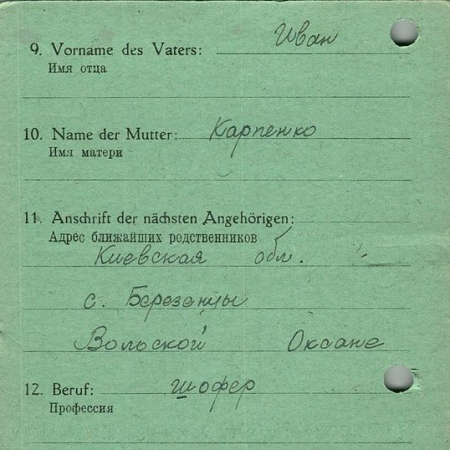 9. Vorname des Vaters: Иван
Имя отца
10. Name der Mutter: Карпенко
Имя матери
11. Anschrift der nächsten Angehörigen:
Адрес ближайших родственников
Киевская обл.
с. Березенцы
Вольской Оксане
12. Beruf: шофер
Профессия